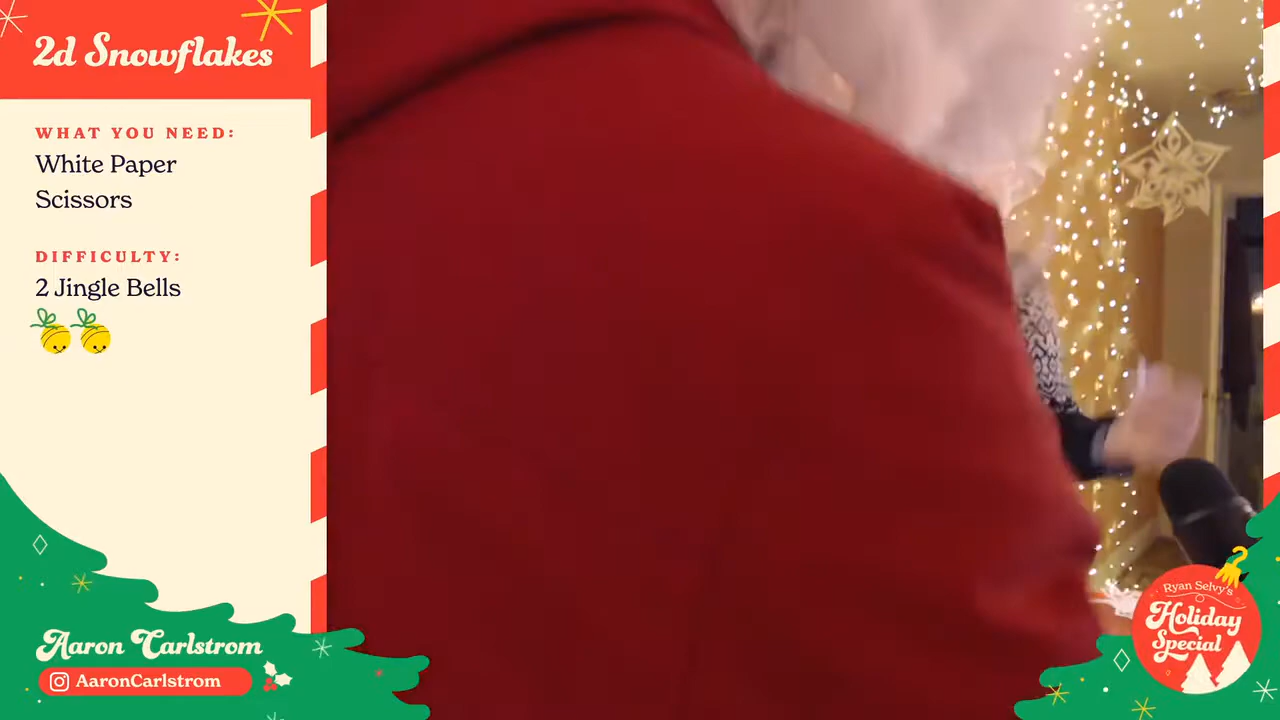 2d Snowflakes
WHAT YOU NEED:
White Paper
Scissors
DIFFICULTY:
2 Jingle Bells
Aaron Carlstrom
AaronCarlstrom
Ryan Selvy's
Holiday
Special